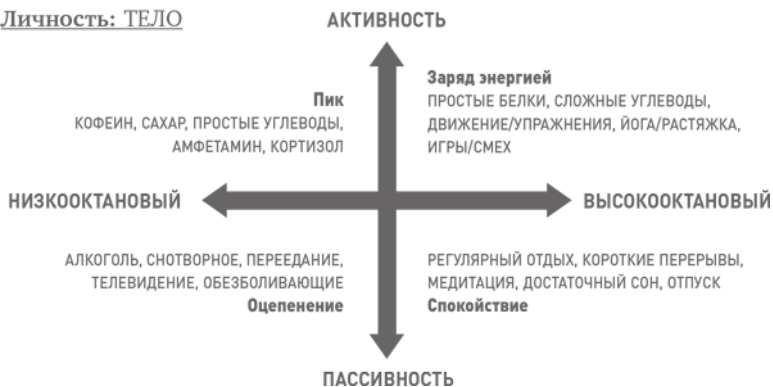 Личность: ТЕЛО
АКТИВНОСТЬ
Пик
КОФЕИН, САХАР, ПРОСТЫЕ УГЛЕВОДЫ,
АМФЕТАМИН, КОРТИЗОЛ
Заряд энергией
ПРОСТЫЕ БЕЛКИ, СЛОЖНЫЕ УГЛЕВОДЫ,
ДВИЖЕНИЕ/УПРАЖНЕНИЯ, ЙОГА/РАСТЯЖКА,
ИГРЫ/СМЕХ
НИЗКООКТАНОВЫЙ
ВЫСОКООКТАНОВЫЙ
АЛКОГОЛЬ, СНОТВОРНОЕ, ПЕРЕЕДАНИЕ,
ТЕЛЕВИДЕНИЕ, ОБЕЗБОЛИВАЮЩИЕ
Оцепенение
РЕГУЛЯРНЫЙ ОТДЫХ, КОРОТКИЕ ПЕРЕРЫВЫ,
МЕДИТАЦИЯ, ДОСТАТОЧНЫЙ СОН, ОТПУСК
Спокойствие
ПАССИВНОСТЬ